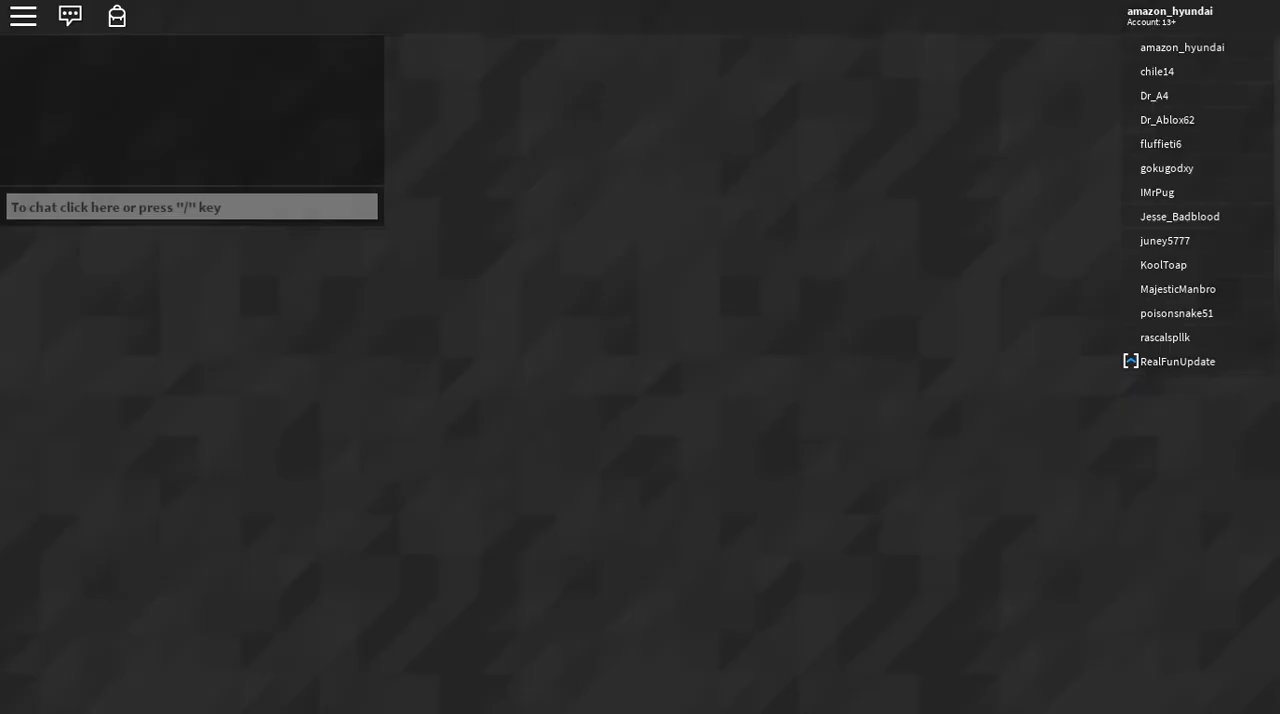 amazon_hyundai
Account: 13+
To chat click here or press "/" key
amazon_hyundai
chile14
Dr_A4
Dr_Ablox62
fluffieti6
gokugodxy
IMrPug
Jesse_Badblood
juney5777
KoolToap
MajesticManbro
poisonsnake51
rascalspllk
RealFunUpdate